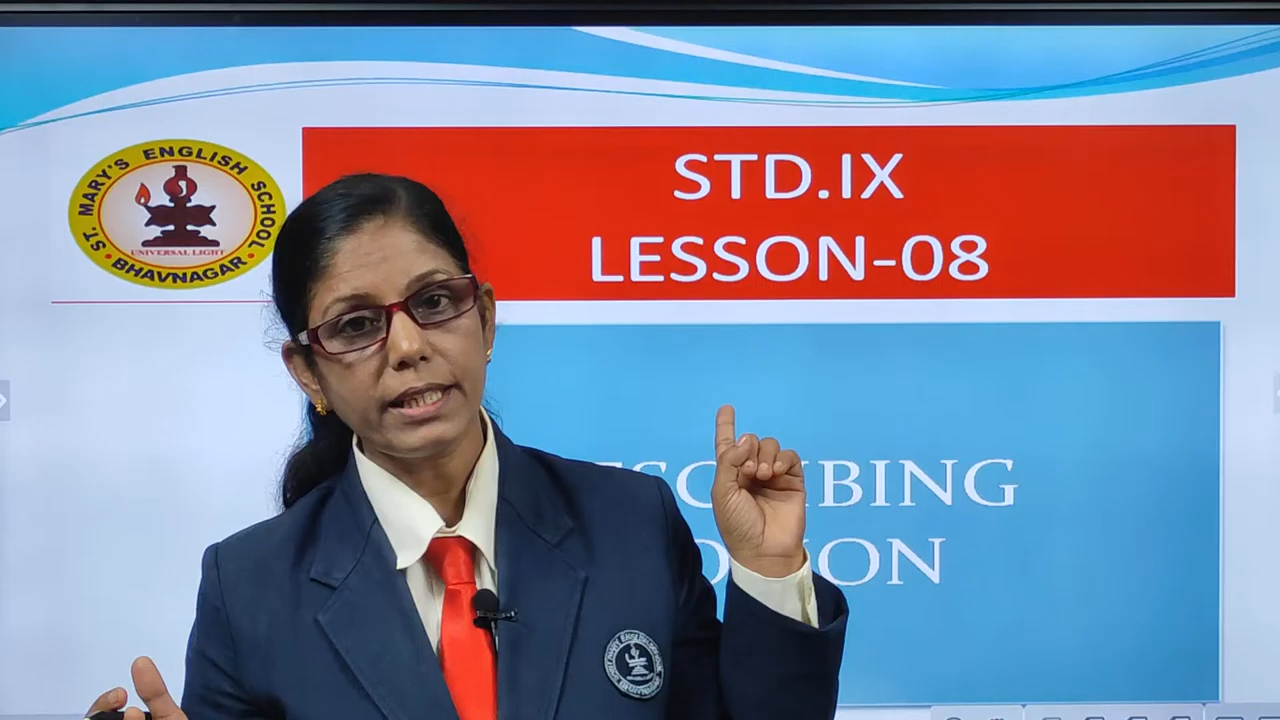 ST. MARY'S ENGLISH SCHOOL
UNIVERSAL LIGHT
BHAVNAGAR
STD.IX
LESSON-08